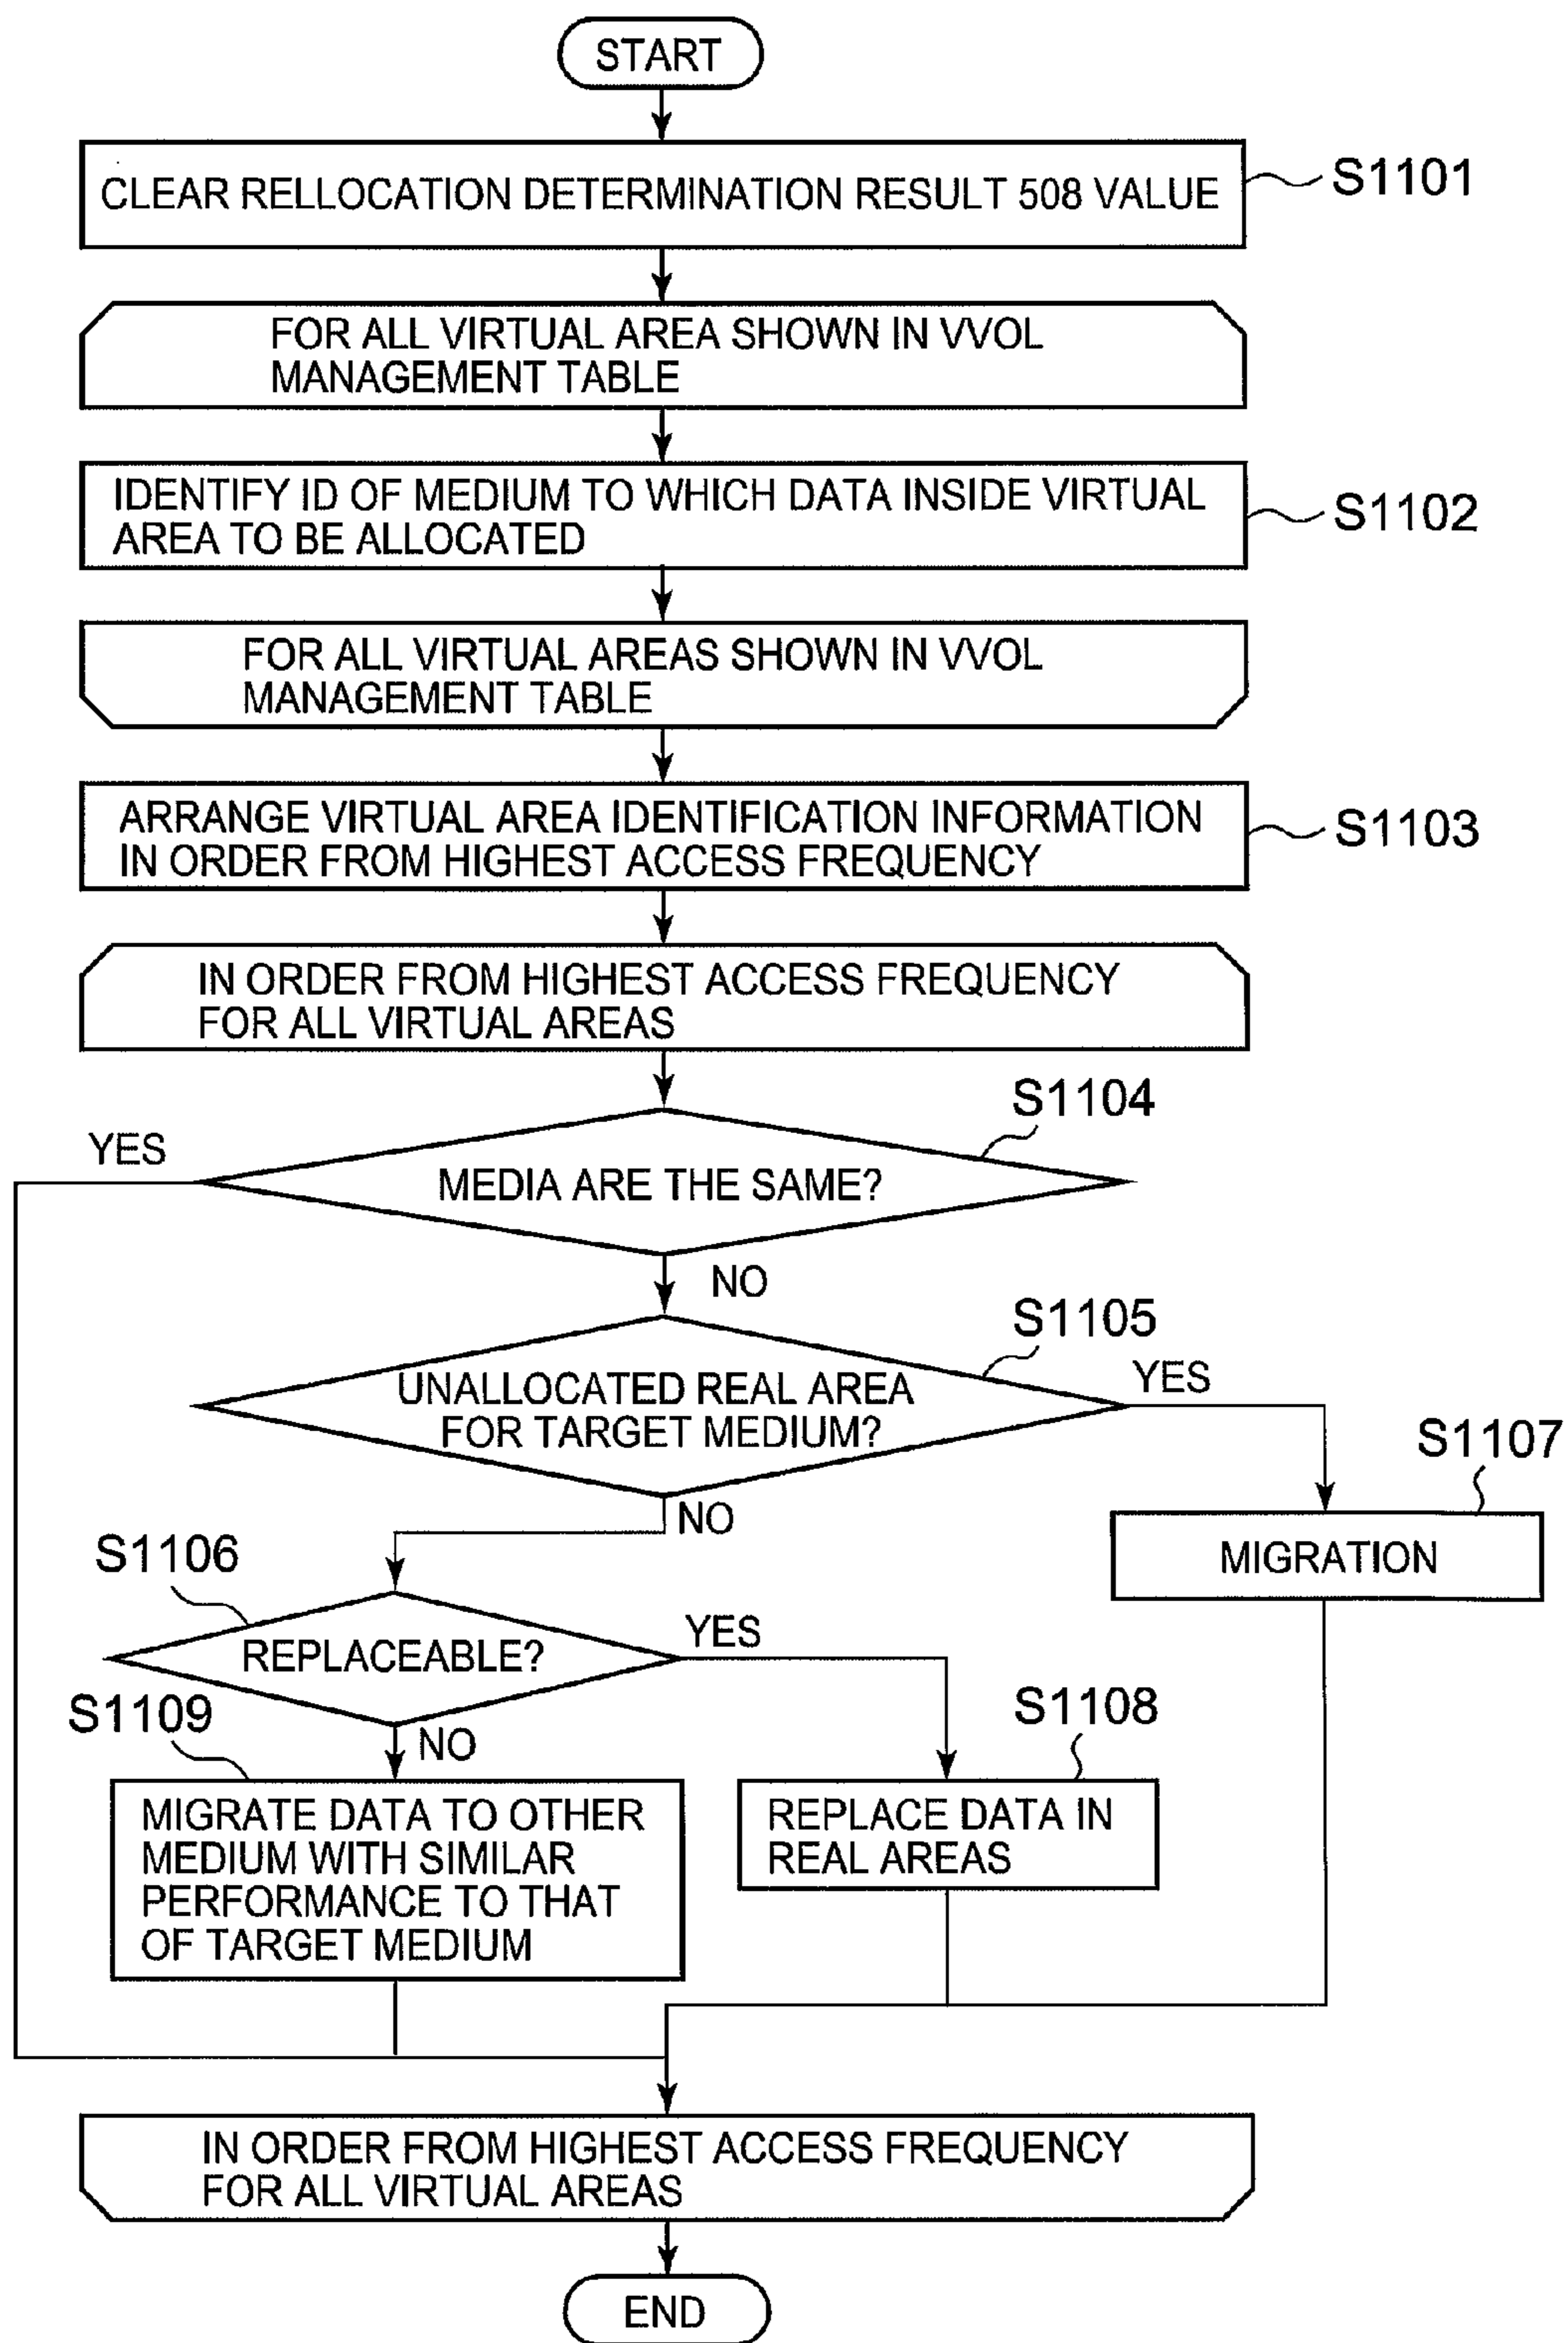 START
CLEAR RELLOCATION DETERMINATION RESULT 508 VALUE
S1101
FOR ALL VIRTUAL AREA SHOWN IN VVOL
MANAGEMENT TABLE
IDENTIFY ID OF MEDIUM TO WHICH DATA INSIDE VIRTUAL
AREA TO BE ALLOCATED
S1102
FOR ALL VIRTUAL AREAS SHOWN IN VVOL
MANAGEMENT TABLE
ARRANGE VIRTUAL AREA IDENTIFICATION INFORMATION
IN ORDER FROM HIGHEST ACCESS FREQUENCY
S1103
IN ORDER FROM HIGHEST ACCESS FREQUENCY
FOR ALL VIRTUAL AREAS
S1104
YES
MEDIA ARE THE SAME?
NO
S1105
UNALLOCATED REAL AREA
FOR TARGET MEDIUM?
YES
S1107
NO
MIGRATION
S1106
REPLACEABLE?
YES
S1109
NO
S1108
MIGRATE DATA TO OTHER
MEDIUM WITH SIMILAR
PERFORMANCE TO THAT
OF TARGET MEDIUM
REPLACE DATA IN
REAL AREAS
IN ORDER FROM HIGHEST ACCESS FREQUENCY
FOR ALL VIRTUAL AREAS
END